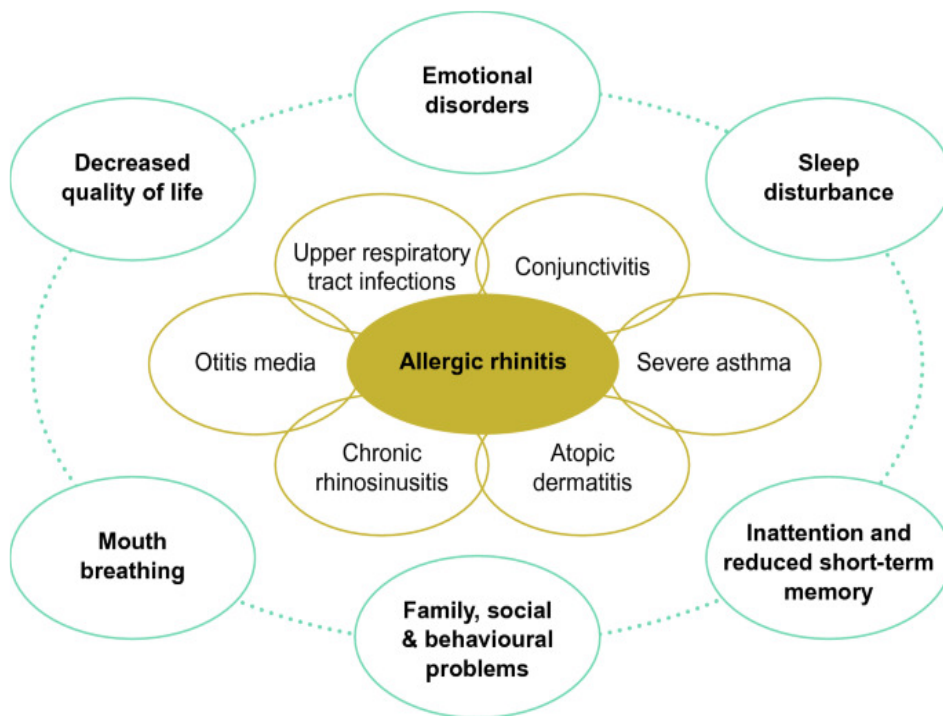 Emotional
disorders
Decreased
quality of life
Sleep
disturbance
Upper respiratory
tract infections
Conjunctivitis
Otitis media
Allergic rhinitis
Severe asthma
Chronic
rhinosinusitis
Atopic
dermatitis
Mouth
breathing
Inattention and
reduced short-term
memory
Family, social
& behavioural
problems